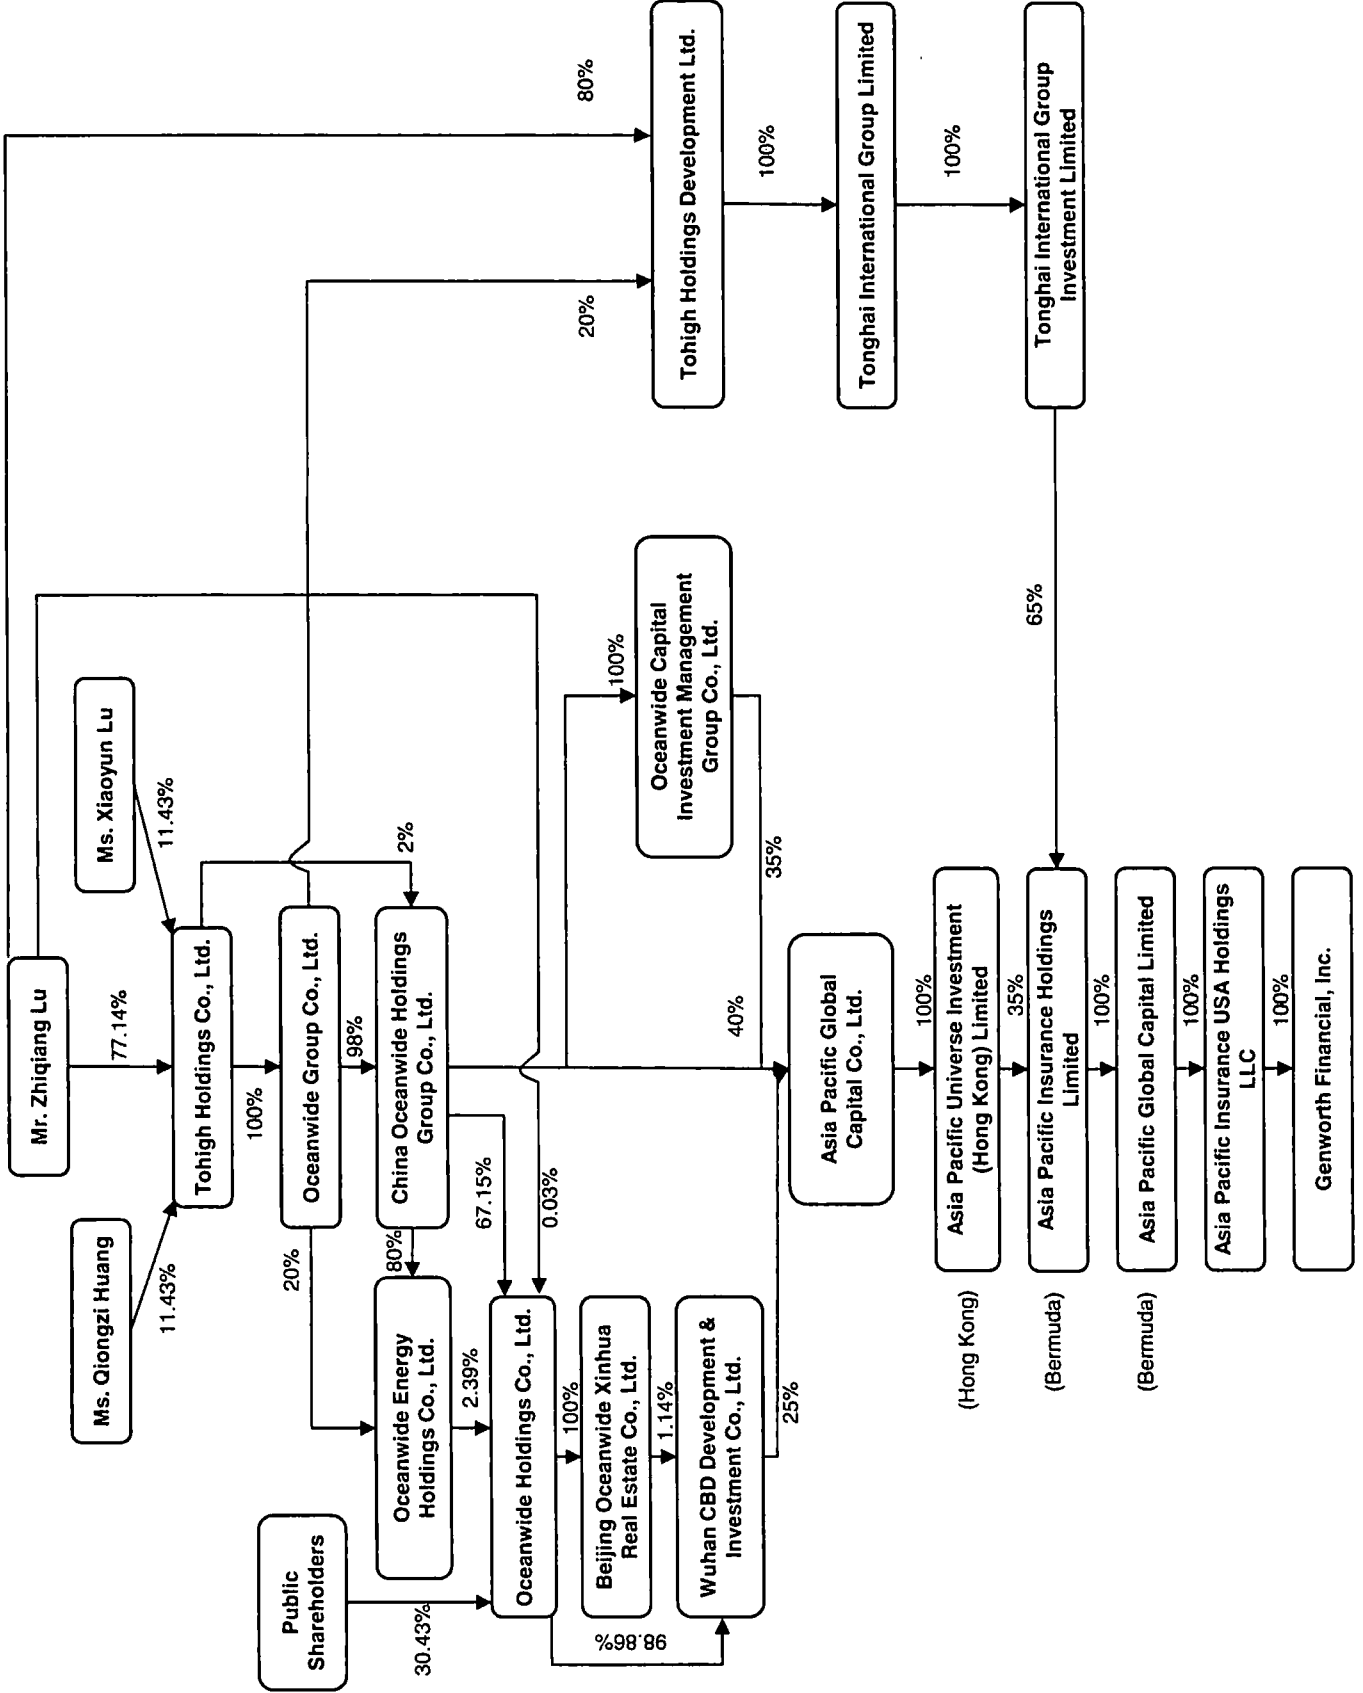 Mr. Zhiqiang Lu
Ms. Qiongzi Huang
Ms. Xiaoyun Lu
11.43%
77.14%
11.43%
Tohigh Holdings Co., Ltd.
100%
Public
Shareholders
20%
Oceanwide Group Co., Ltd.
98%
2%
30.43%
Oceanwide Energy
Holdings Co., Ltd.
80%
China Oceanwide Holdings
Group Co., Ltd.
2.39%
67.15%
0.03%
Oceanwide Holdings Co., Ltd.
98.86%
100%
Beijing Oceanwide Xinhua
Real Estate Co., Ltd.
1.14%
Wuhan CBD Development &
Investment Co., Ltd.
25%
40%
100%
Oceanwide Capital
Investment Management
Group Co., Ltd.
35%
20%
80%
Tohigh Holdings Development Ltd.
100%
Tonghai International Group Limited
100%
Tonghai International Group
Investment Limited
65%
Asia Pacific Global
Capital Co., Ltd.
100%
(Hong Kong)
Asia Pacific Universe Investment
(Hong Kong) Limited
35%
(Bermuda)
Asia Pacific Insurance Holdings
Limited
100%
(Bermuda)
Asia Pacific Global Capital Limited
100%
Asia Pacific Insurance USA Holdings
LLC
100%
Genworth Financial, Inc.